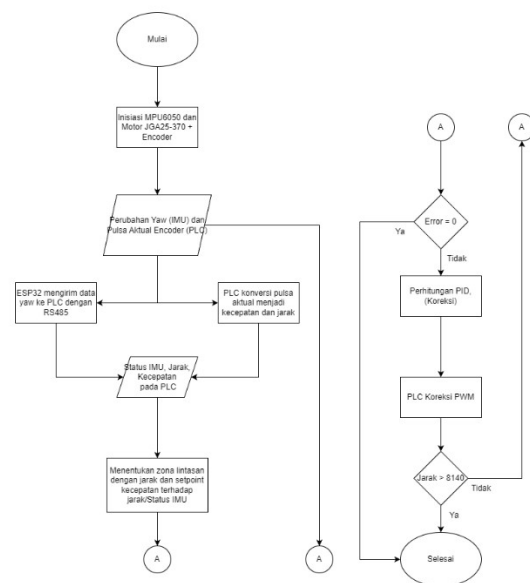 Mulai
Inisiasi MPU6050 dan
Motor JGA25-370 +
Encoder
Perubahan Yaw (IMU) dan
Pulsa Aktual Encoder (PLC)
ESP32 mengirim data
yaw ke PLC dengan
RS485
PLC konversi pulsa
aktual menjadi
kecepatan dan jarak
Status IMU, Jarak,
Kecepatan
pada PLC
Menentukan zona lintasan
dengan jarak dan setpoint
kecepatan terhadap
jarak/Status IMU
A
A
A
A
Error = 0
Ya
Tidak
Perhitungan PID,
(Koreksi)
PLC Koreksi PWM
Jarak > 8140
Tidak
Ya
Selesai